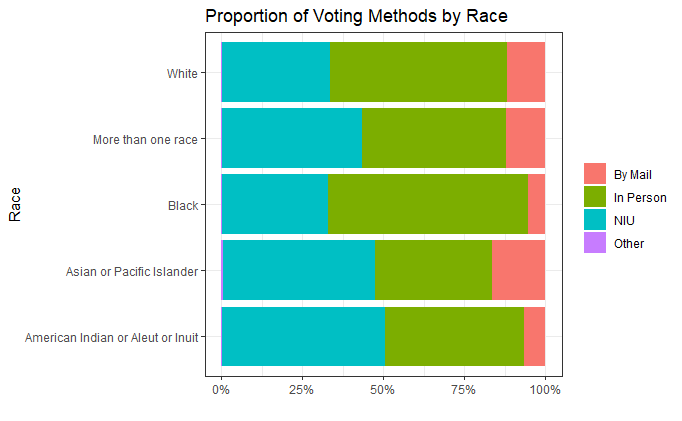 Proportion of Voting Methods by Race
White
More than one race
Black
Asian or Pacific Islander
American Indian or Aleut or Inuit
Race
0%
25%
50%
75%
100%
By Mail
In Person
NIU
Other